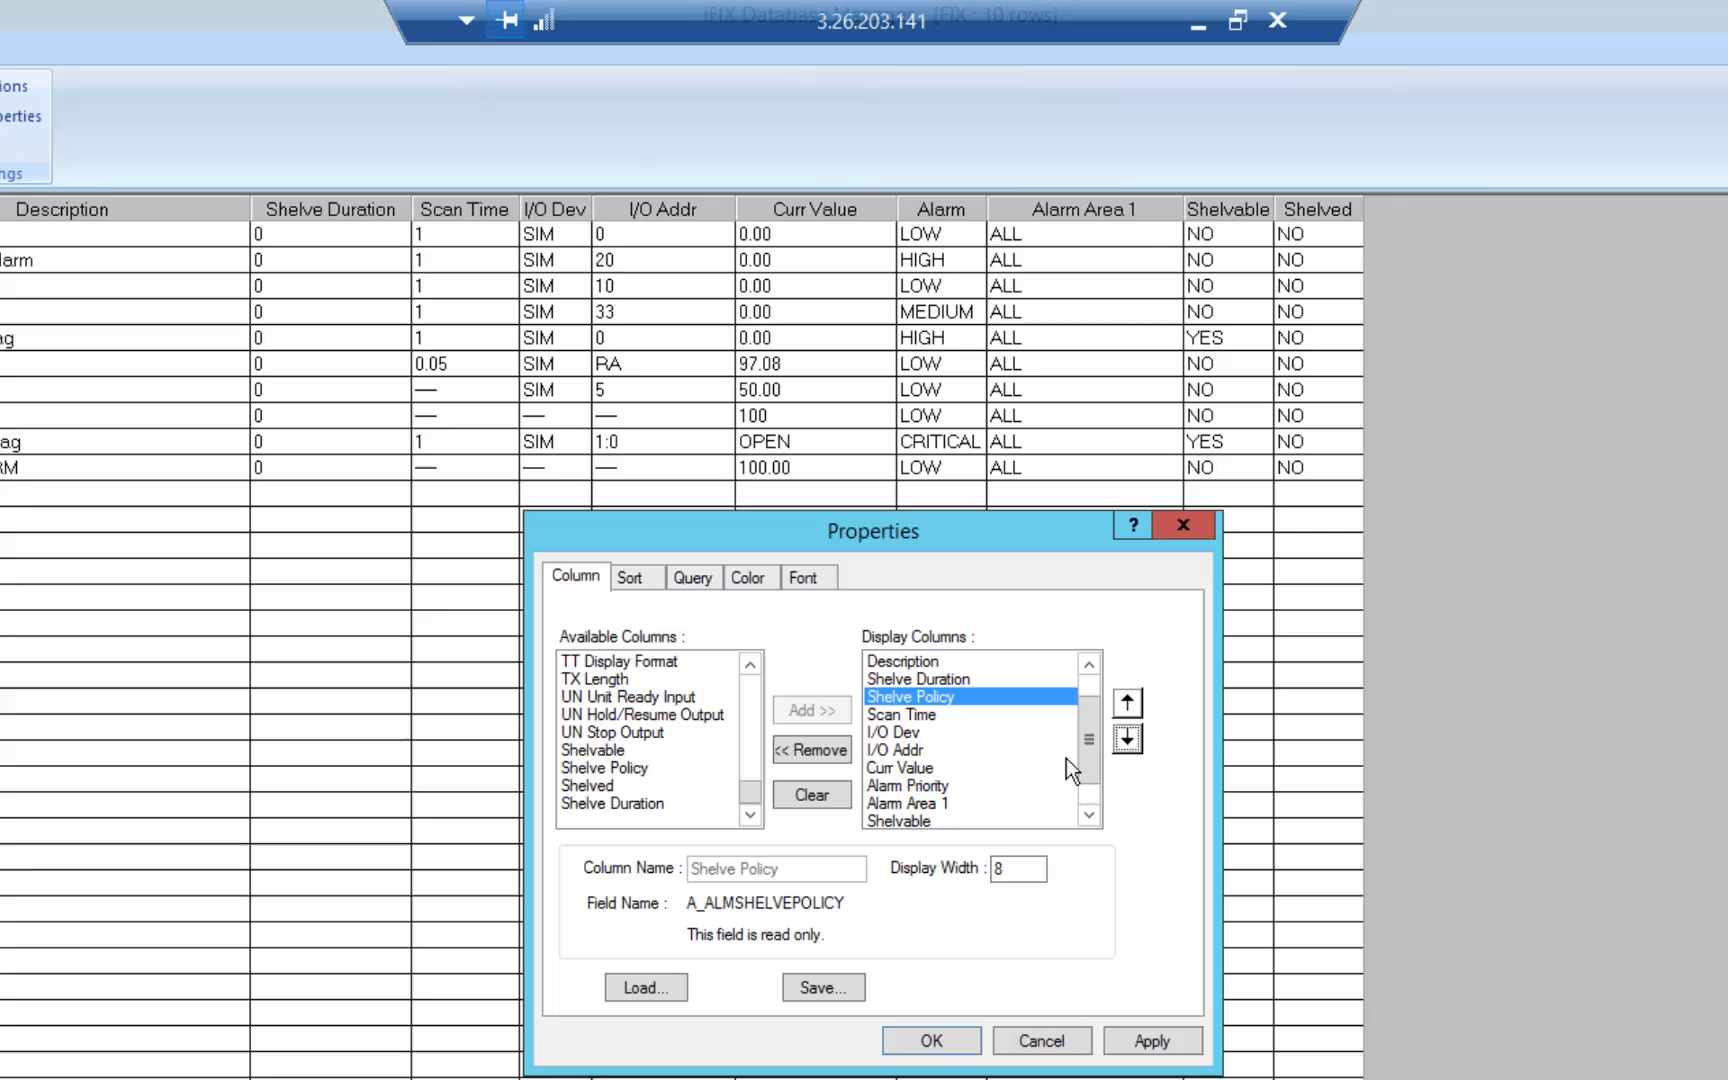 iFIX Database Manager - [FIX : 10 rows]
3.26.203.141
ions
perties
ngs
Description Shelve Duration Scan Time I/O Dev I/O Addr Curr Value Alarm Alarm Area 1 Shelvable Shelved
0 1 SIM 0 0.00 LOW ALL NO NO
larm 0 1 SIM 20 0.00 HIGH ALL NO NO
0 1 SIM 10 0.00 LOW ALL NO NO
0 1 SIM 33 0.00 MEDIUM ALL NO NO
ag 0 1 SIM 0 0.00 HIGH ALL YES NO
0 0.05 SIM RA 97.08 LOW ALL NO NO
0 — SIM 5 50.00 LOW ALL NO NO
0 — — — 100 LOW ALL NO NO
ag 0 1 SIM 1:0 OPEN CRITICAL ALL YES NO
RM 0 — — — 100.00 LOW ALL NO NO
Properties
? x
Column Sort Query Color Font
Available Columns :
TT Display Format
TX Length
UN Unit Ready Input
UN Hold/Resume Output
UN Stop Output
Shelvable
Shelve Policy
Shelved
Shelve Duration
Add >>
<< Remove
Clear
Display Columns :
Description
Shelve Duration
Shelve Policy
Scan Time
I/O Dev
I/O Addr
Curr Value
Alarm Priority
Alarm Area 1
Shelvable
Column Name : Shelve Policy Display Width : 8
Field Name : A_ALMSHELVEPOLICY
This field is read only.
Load... Save...
OK Cancel Apply